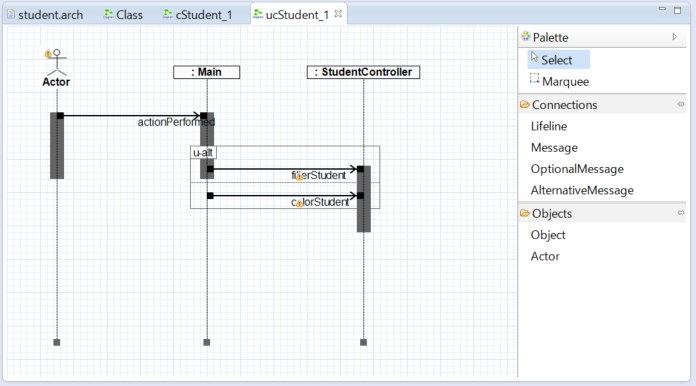 student.arch
Class
cStudent_1
ucStudent_1
Palette
Select
Marquee
Connections
Lifeline
Message
OptionalMessage
AlternativeMessage
Objects
Object
Actor
Actor
: Main
: StudentController
actionPerformed
u-alt
filterStudent
colorStudent